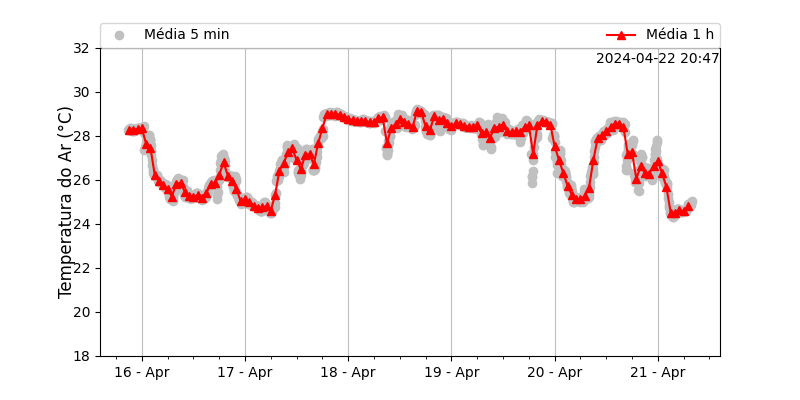 Média 5 min
Média 1 h
2024-04-22 20:47
Temperatura do Ar (°C)
32
30
28
26
24
22
20
18
16 - Apr
17 - Apr
18 - Apr
19 - Apr
20 - Apr
21 - Apr